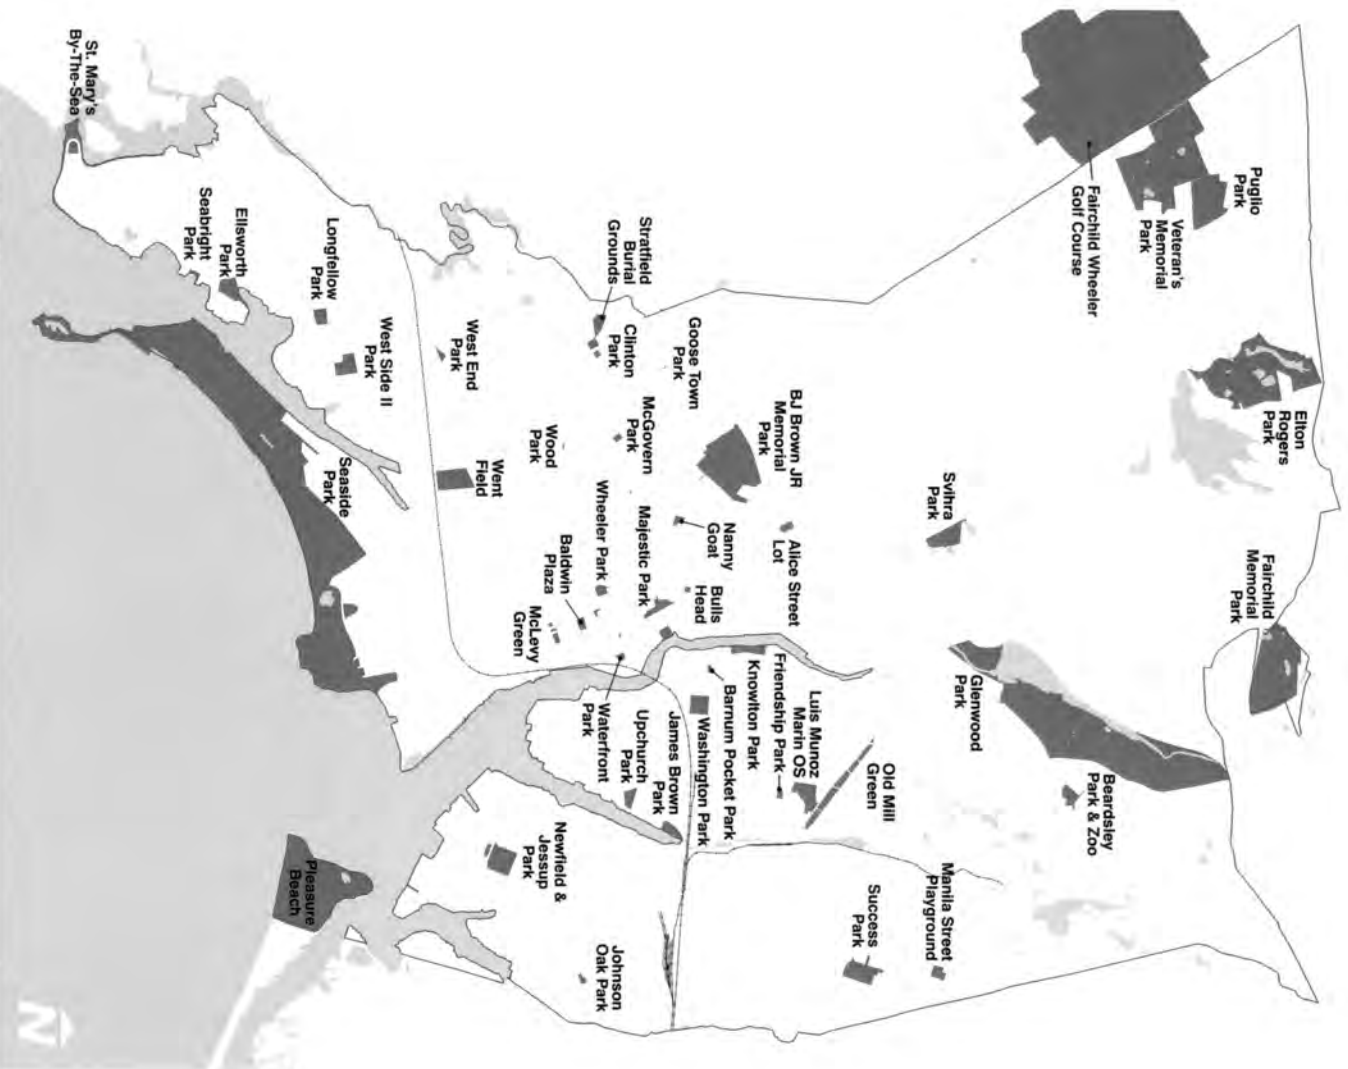 Elton
Rogers
Park
Fairchild
Memorial
Park
Puglio
Park
Veteran's
Memorial
Park
Fairchild Wheeler
Golf Course
Beardsley
Park & Zoo
Glenwood
Park
Svihra
Park
Manila Street
Playground
Old Mill
Green
Success
Park
Luis Munoz
Marin OS
BJ Brown JR
Memorial
Park
Alice Street
Lot
Friendship Park
Knowlton Park
Barnum Pocket Park
Washington Park
Nanny
Goat
Bulls
Head
Goose Town
Park
James Brown
Park
Stratfield
Burial
Grounds
McGovern
Park
Majestic Park
Upchurch
Park
Clinton
Park
Johnson
Oak Park
Wheeler Park
Waterfront
Park
Baldwin
Plaza
Newfield &
Jessup
Park
Wood
Park
McLevy
Green
Went
Field
West End
Park
West Side II
Park
Seaside
Park
Longfellow
Park
Pleasure
Beach
Ellsworth
Park
Seabright
Park
St. Mary's
By-The-Sea
N